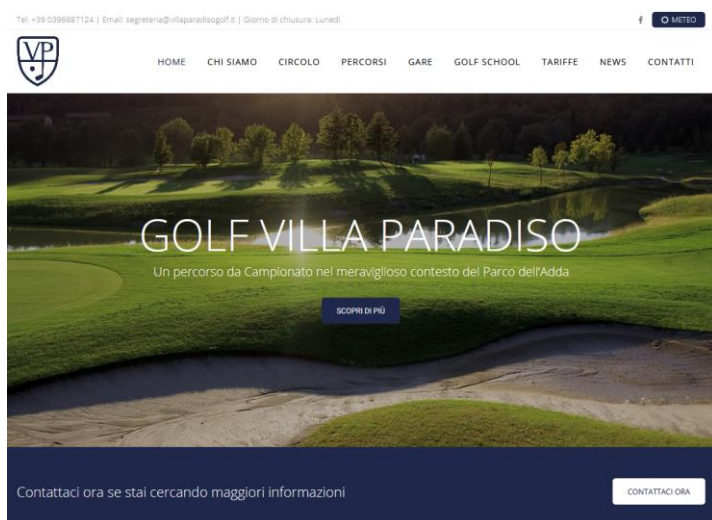 Tel: +39 0396887124 | Email: segreteria@villaparadisogolf.it | Giorno di chiusura: Lunedì
METEO
VP
HOME CHI SIAMO CIRCOLO PERCORSI GARE GOLF SCHOOL TARIFFE NEWS CONTATTI
GOLF VILLA PARADISO
Un percorso da Campionato nel meraviglioso contesto del Parco dell'Adda
SCOPRI DI PIÙ
Contattaci ora se stai cercando maggiori informazioni
CONTATTACI ORA